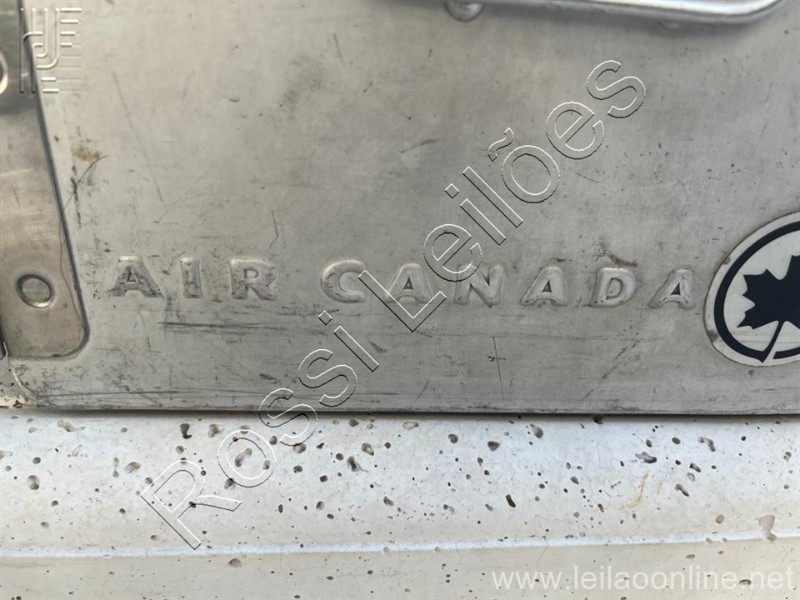 AIR CANADA
Rossi Leilões
www.leilaoonline.net